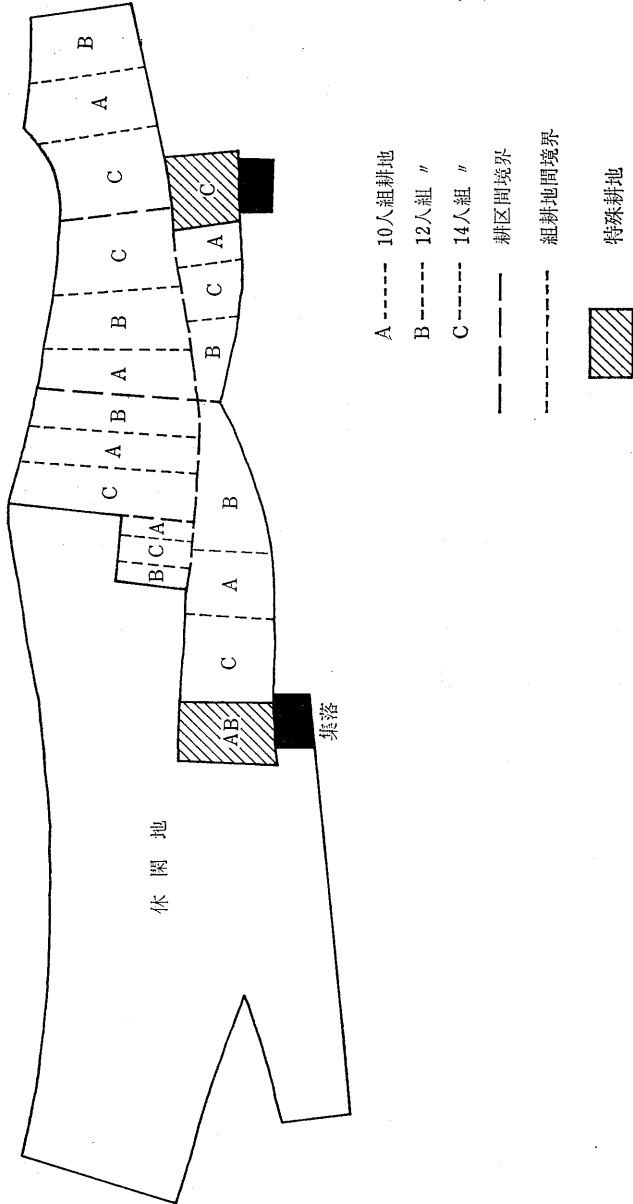 B
A
C
C
B
A
B
A
C
A
C
B
C
A
C
B
B
A
C
AB
集落
休閑地
A ----- 10人組耕地
B ----- 12人組 〃
C ----- 14人組 〃
耕区間境界
組耕地間境界
特殊耕地